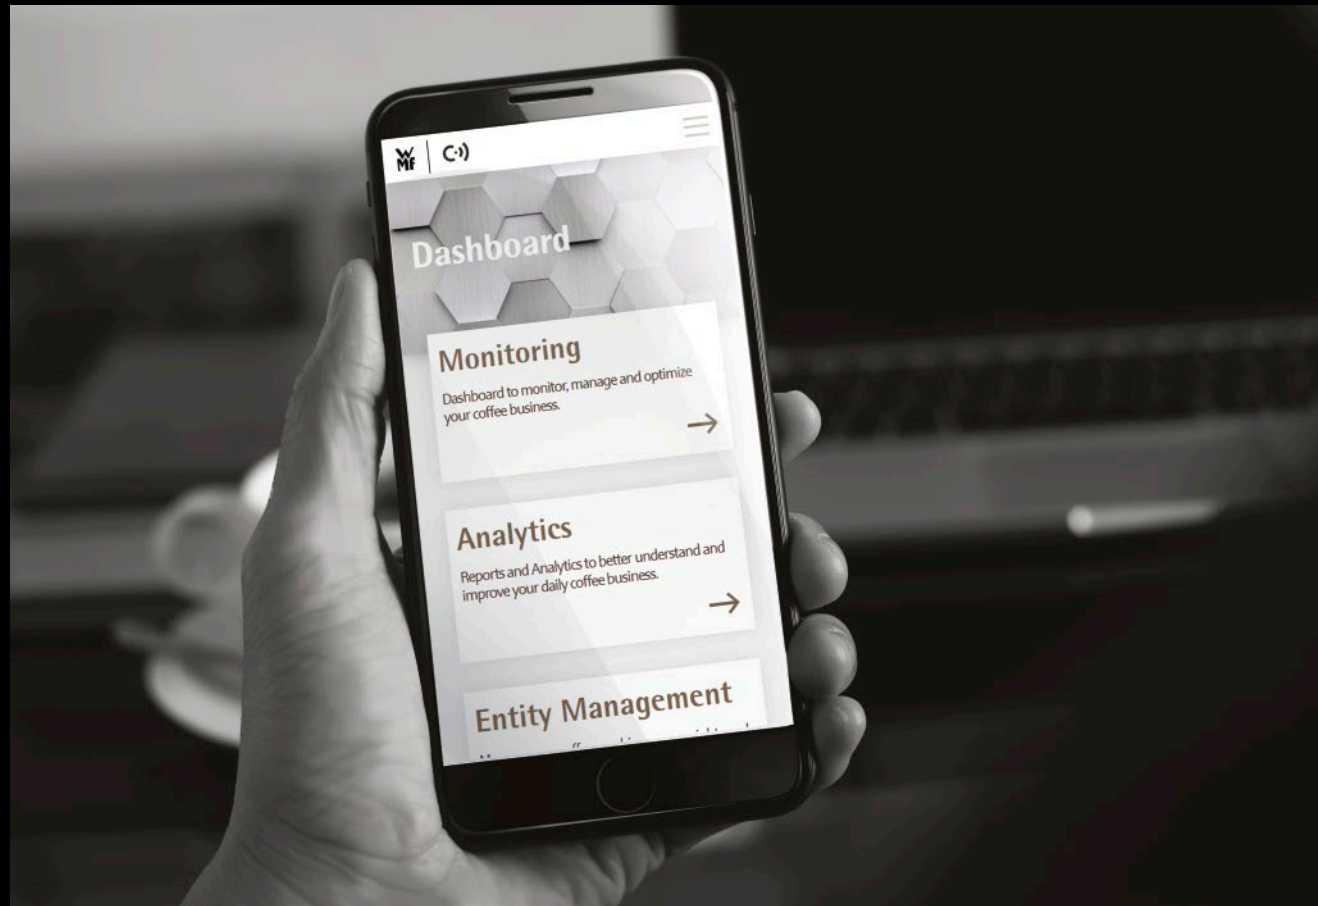 WMF
Dashboard
Monitoring
Dashboard to monitor, manage and optimize
your coffee business.
Analytics
Reports and Analytics to better understand and
improve your daily coffee business.
Entity Management